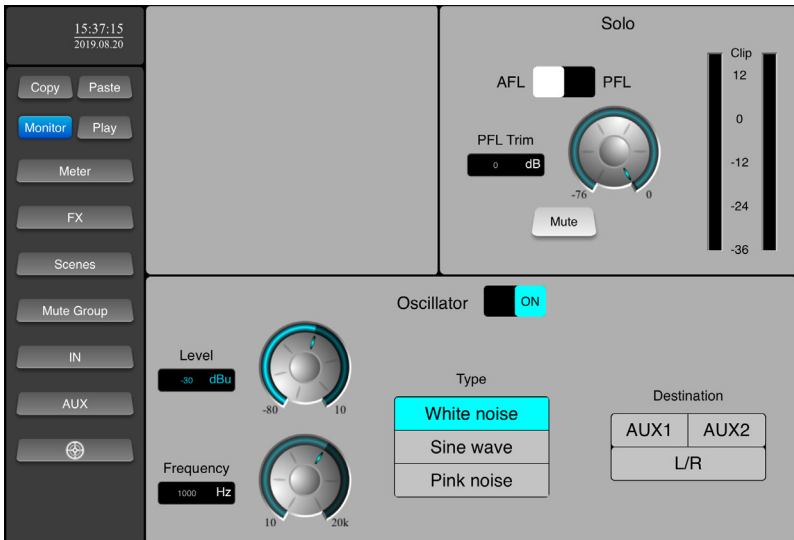 15:37:15
2019.08.20
Copy Paste
Monitor Play
Meter
FX
Scenes
Mute Group
IN
AUX
Solo
AFL PFL
PFL Trim
0 dB
-76 0
Mute
Clip
12
0
-12
-24
-36
Oscillator ON
Level
-30 dBu
-80 10
Frequency
1000 Hz
10 20k
Type
White noise
Sine wave
Pink noise
Destination
AUX1 AUX2
L/R